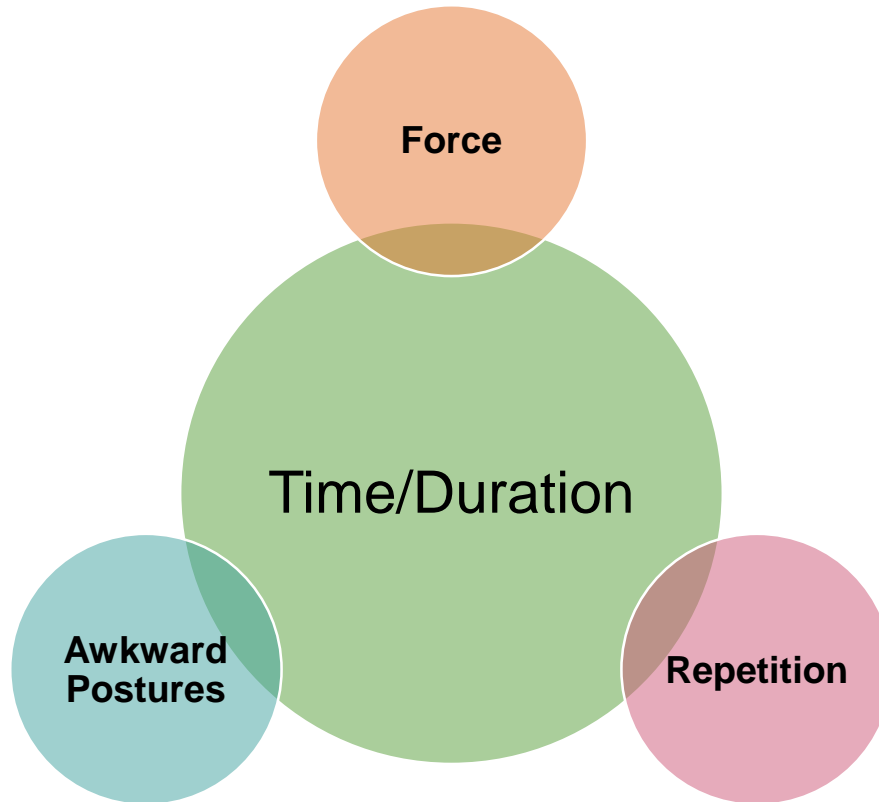 Force
Time/Duration
Awkward
Postures
Repetition